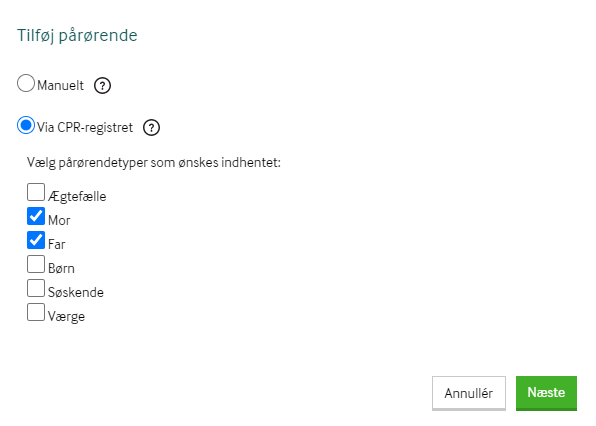 Tilføj pårørende
Manuelt ?
Via CPR-registret ?
Vælg pårørendetyper som ønskes indhentet:
Ægtefælle
Mor
Far
Børn
Søskende
Værge
Annullér Næste